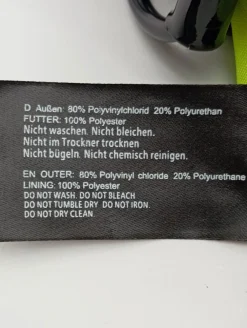 D Außen: 80% Polyvinylchlorid 20% Polyurethan
FUTTER: 100% Polyester
Nicht waschen. Nicht bleichen.
Nicht im Trockner trocknen
Nicht bügeln. Nicht chemisch reinigen.
EN OUTER: 80% Polyvinyl chloride 20% Polyurethane
LINING: 100% Polyester
DO NOT WASH. DO NOT BLEACH
DO NOT TUMBLE DRY. DO NOT IRON.
DO NOT DRY CLEAN.